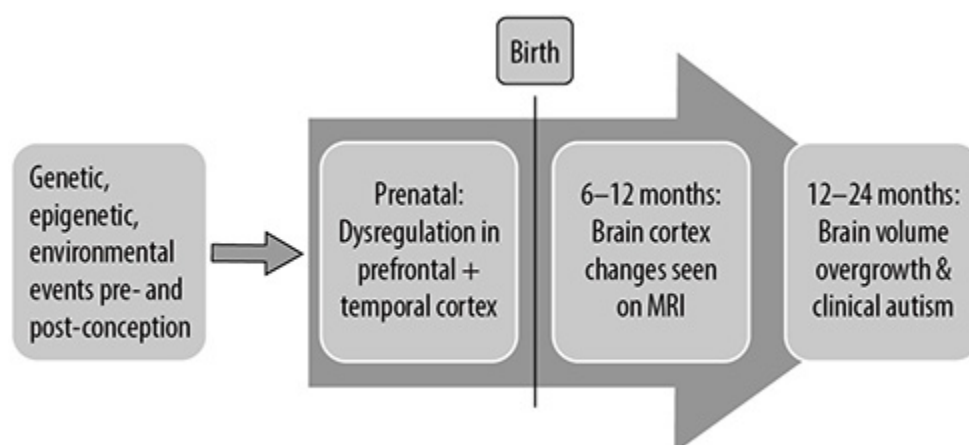 Birth
Genetic,
epigenetic,
environmental
events pre- and
post-conception
Prenatal:
Dysregulation in
prefrontal +
temporal cortex
6–12 months:
Brain cortex
changes seen
on MRI
12–24 months:
Brain volume
overgrowth &
clinical autism